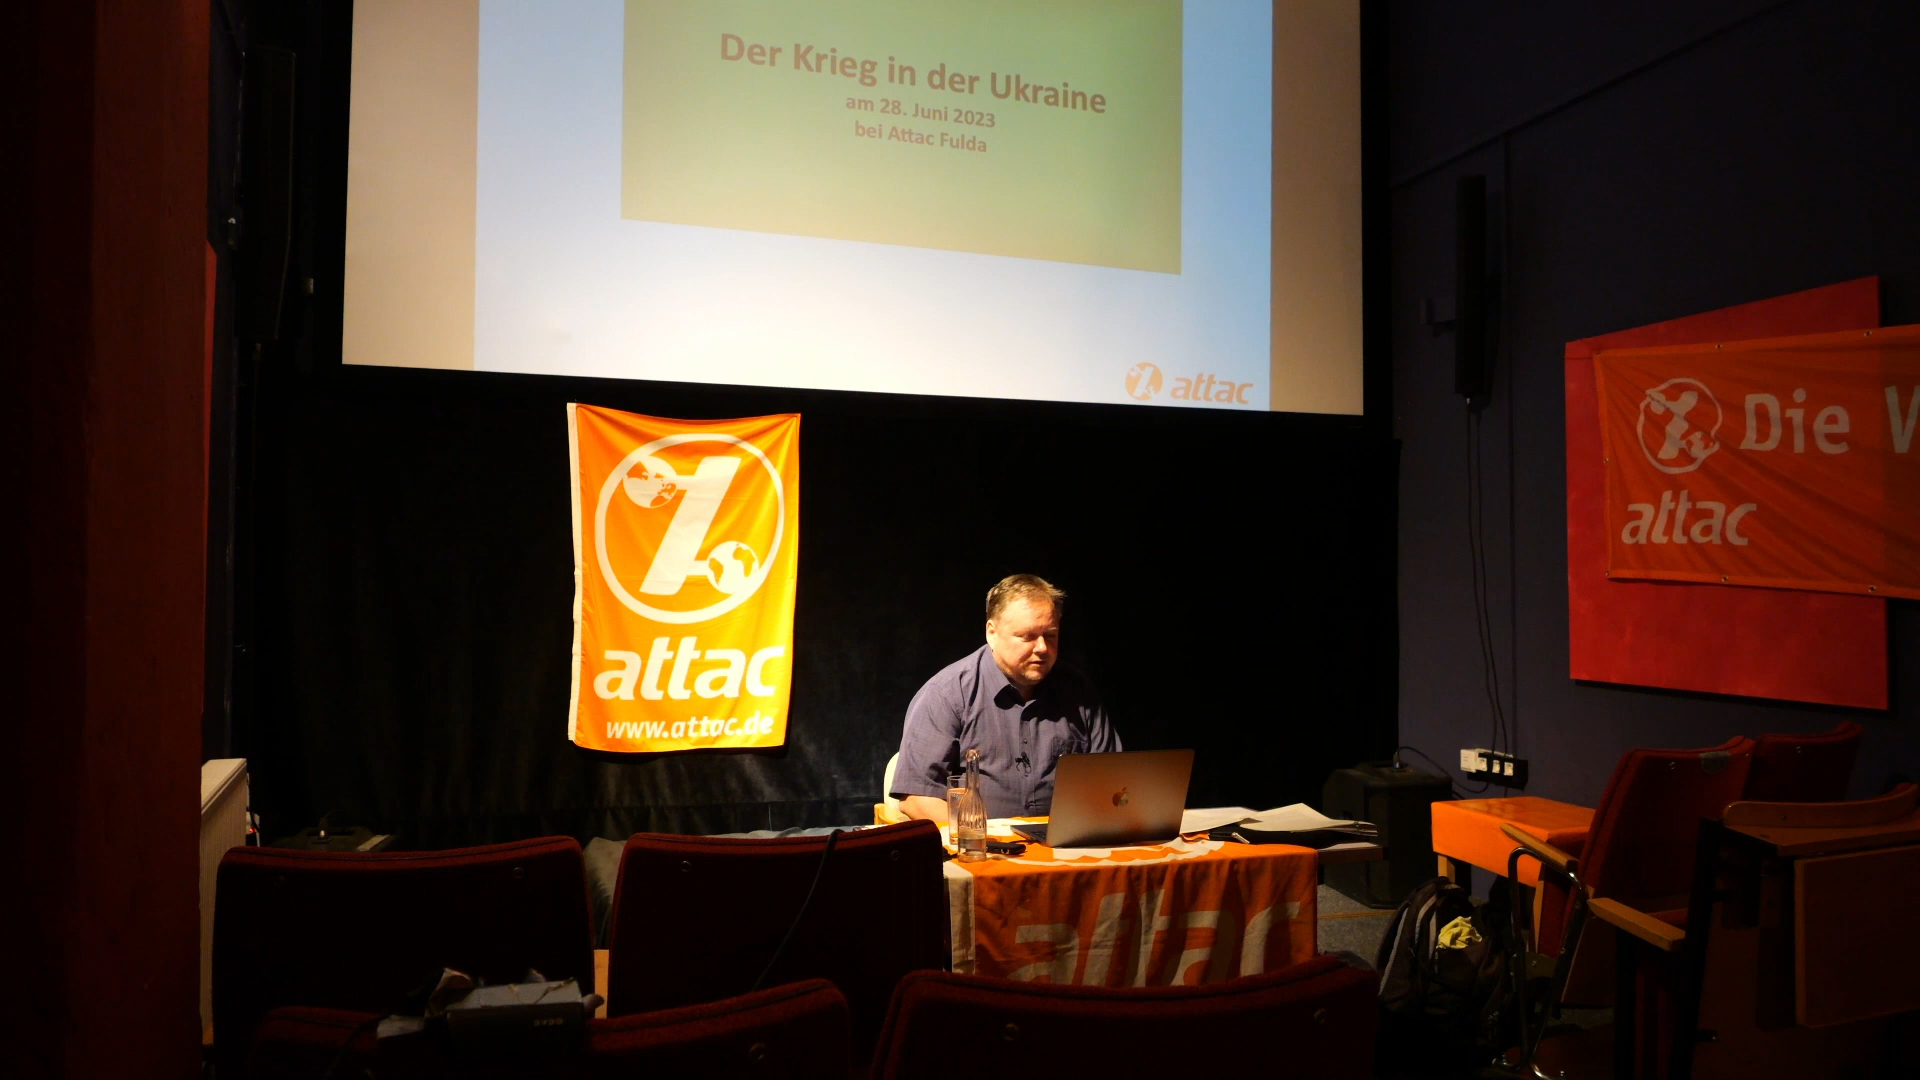 Der Krieg in der Ukraine
am 28. Juni 2023
bei Attac Fulda
attac
attac
www.attac.de
Die
attac
attac